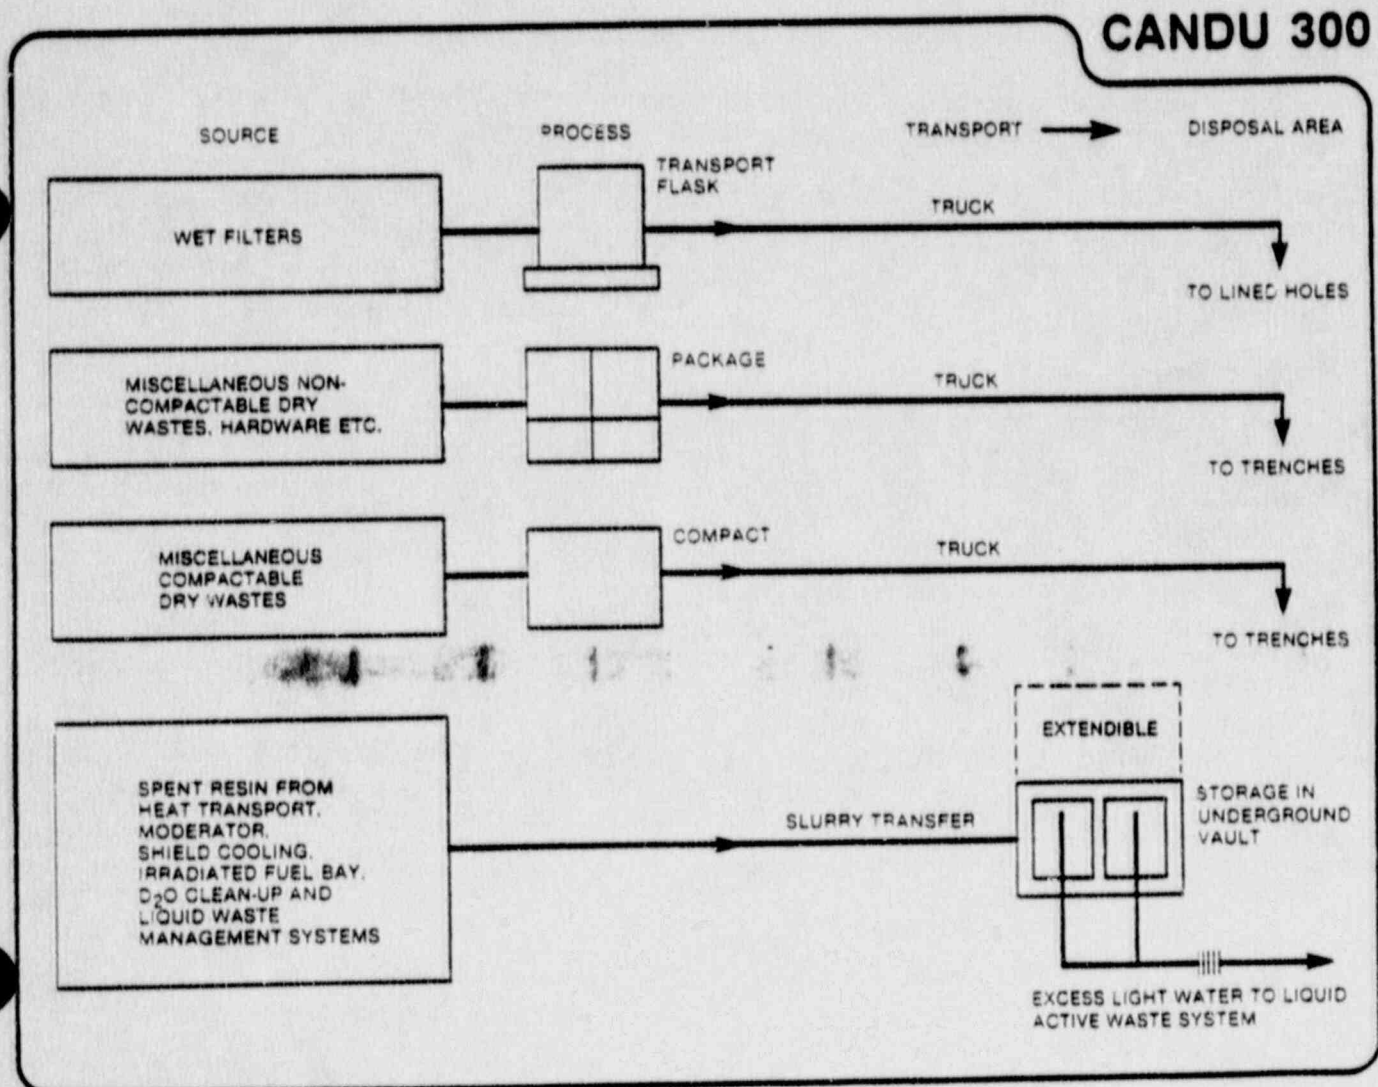 CANDU 300
SOURCE
PROCESS
TRANSPORT
DISPOSAL AREA
WET FILTERS
TRANSPORT
FLASK
TRUCK
TO LINED HOLES
MISCELLANEOUS NON-
COMPACTABLE DRY
WASTES, HARDWARE ETC.
PACKAGE
TRUCK
TO TRENCHES
MISCELLANEOUS
COMPACTABLE
DRY WASTES
COMPACT
TRUCK
TO TRENCHES
SPENT RESIN FROM
HEAT TRANSPORT,
MODERATOR,
SHIELD COOLING,
IRRADIATED FUEL BAY,
D₂O CLEAN-UP AND
LIQUID WASTE
MANAGEMENT SYSTEMS
SLURRY TRANSFER
EXTENDIBLE
STORAGE IN
UNDERGROUND
VAULT
EXCESS LIGHT WATER TO LIQUID
ACTIVE WASTE SYSTEM